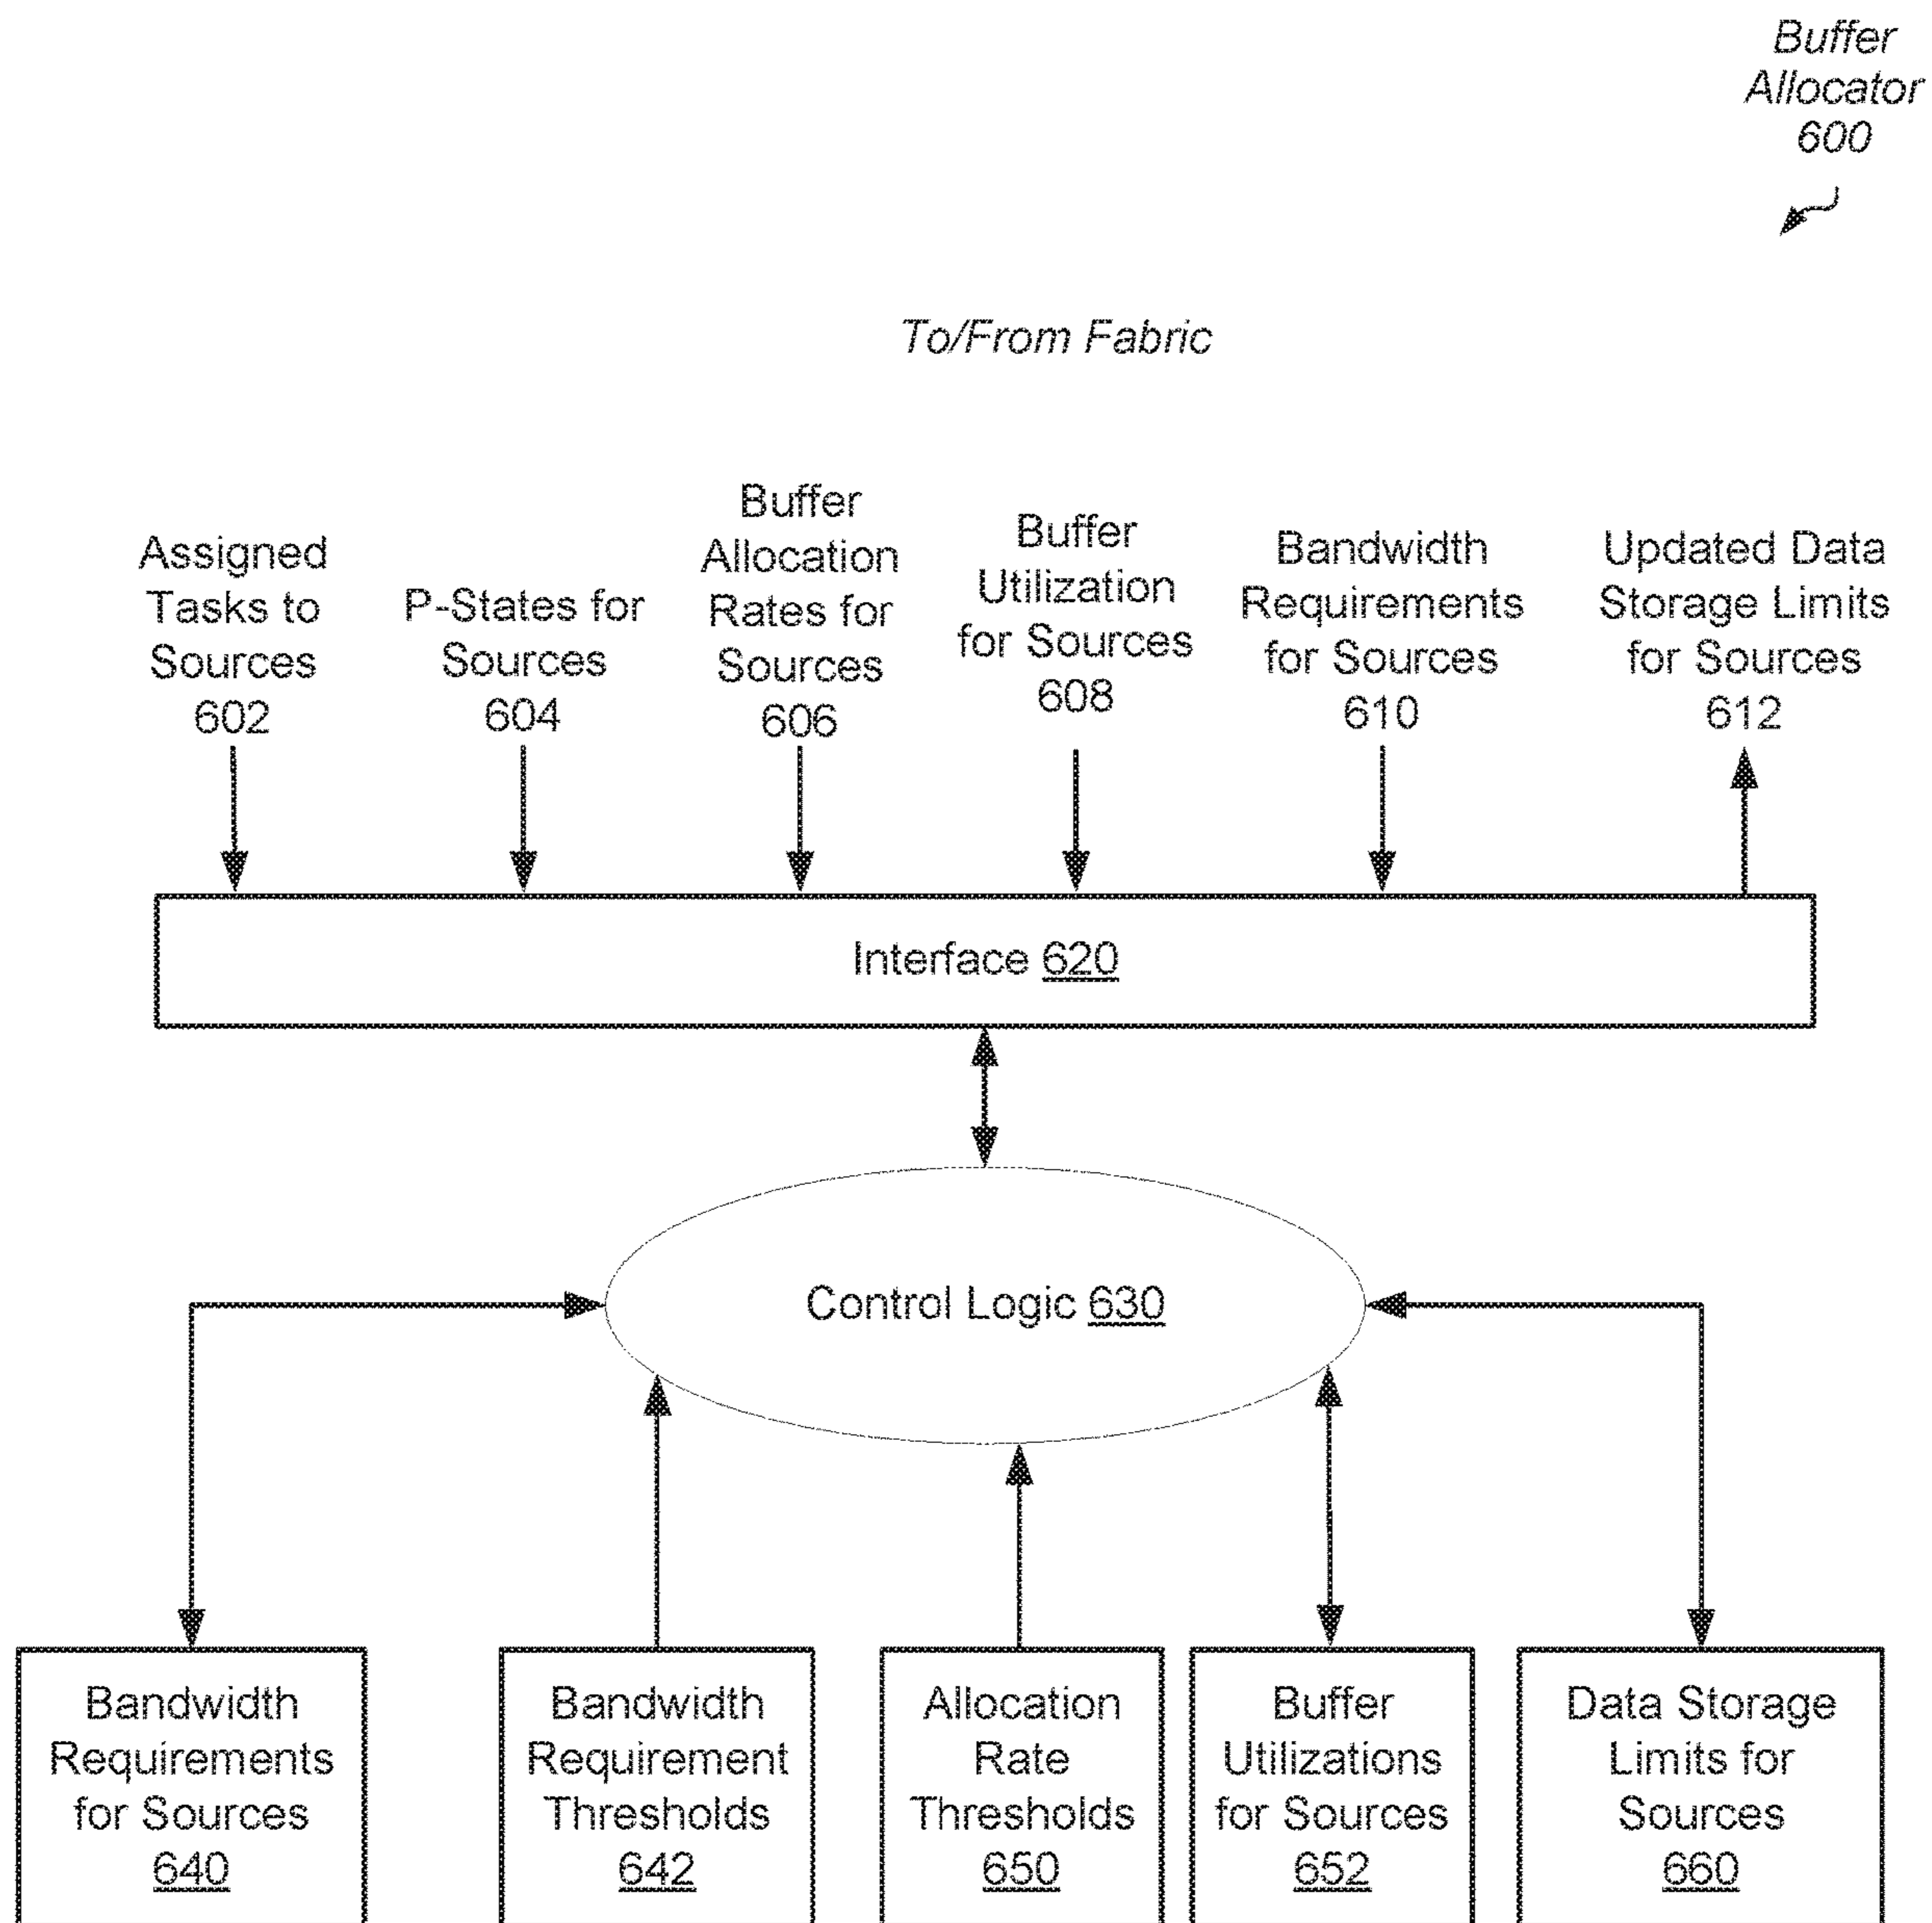 Buffer
Allocator
600
To/From Fabric
Assigned
Tasks to
Sources
602
P-States for
Sources
604
Buffer
Allocation
Rates for
Sources
606
Buffer
Utilization
for Sources
608
Bandwidth
Requirements
for Sources
610
Updated Data
Storage Limits
for Sources
612
Interface 620
Control Logic 630
Bandwidth
Requirements
for Sources
640
Bandwidth
Requirement
Thresholds
642
Allocation
Rate
Thresholds
650
Buffer
Utilizations
for Sources
652
Data Storage
Limits for
Sources
660